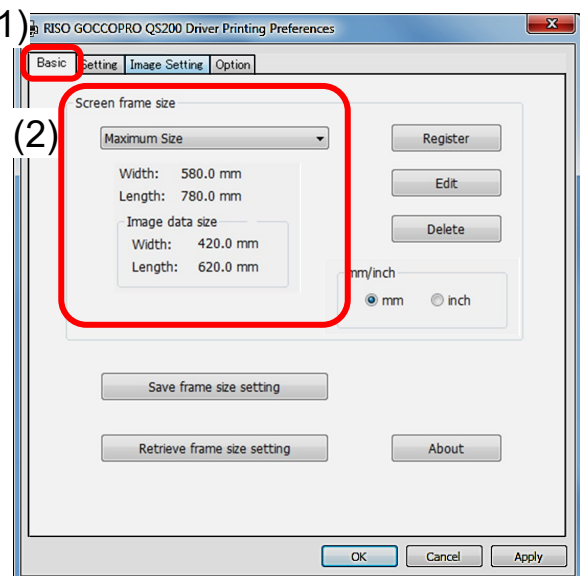 1)
RISO GOCCOPRO QS200 Driver Printing Preferences
Basic Setting Image Setting Option
Screen frame size
(2)
Maximum Size
Register
Width: 580.0 mm
Edit
Length: 780.0 mm
Image data size
Delete
Width: 420.0 mm
Length: 620.0 mm
mm/inch
mm inch
Save frame size setting
Retrieve frame size setting About
OK Cancel Apply